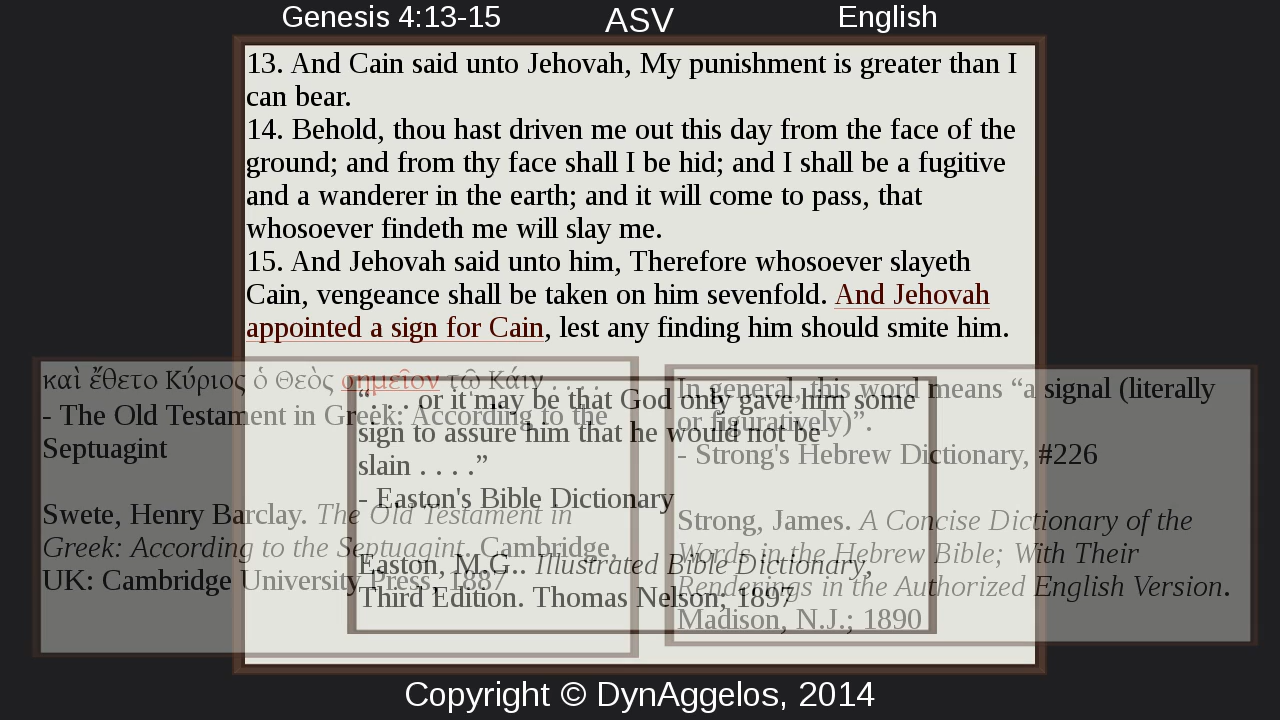 Genesis 4:13-15
ASV
English
13. And Cain said unto Jehovah, My punishment is greater than I
can bear.
14. Behold, thou hast driven me out this day from the face of the
ground; and from thy face shall I be hid; and I shall be a fugitive
and a wanderer in the earth; and it will come to pass, that
whosoever findeth me will slay me.
15. And Jehovah said unto him, Therefore whosoever slayeth
Cain, vengeance shall be taken on him sevenfold. And Jehovah
appointed a sign for Cain, lest any finding him should smite him.
καὶ ἔθετο Κύριος ὁ Θεὸς σημεῖον τῶ Κάιν . . . .
- The Old Testament in Greek: According to the
Septuagint
Swete, Henry Barclay. The Old Testament in
Greek: According to the Septuagint. Cambridge,
UK: Cambridge University Press, 1887
“. . . or it may be that God only gave him some
sign to assure him that he would not be
slain . . . .”
- Easton's Bible Dictionary
Easton, M.G.. Illustrated Bible Dictionary,
Third Edition. Thomas Nelson; 1897
In general, this word means “a signal (literally
or figuratively)”.
- Strong's Hebrew Dictionary, #226
Strong, James. A Concise Dictionary of the
Words in the Hebrew Bible; With Their
Renderings in the Authorized English Version.
Madison, N.J.; 1890
Copyright © DynAggelos, 2014